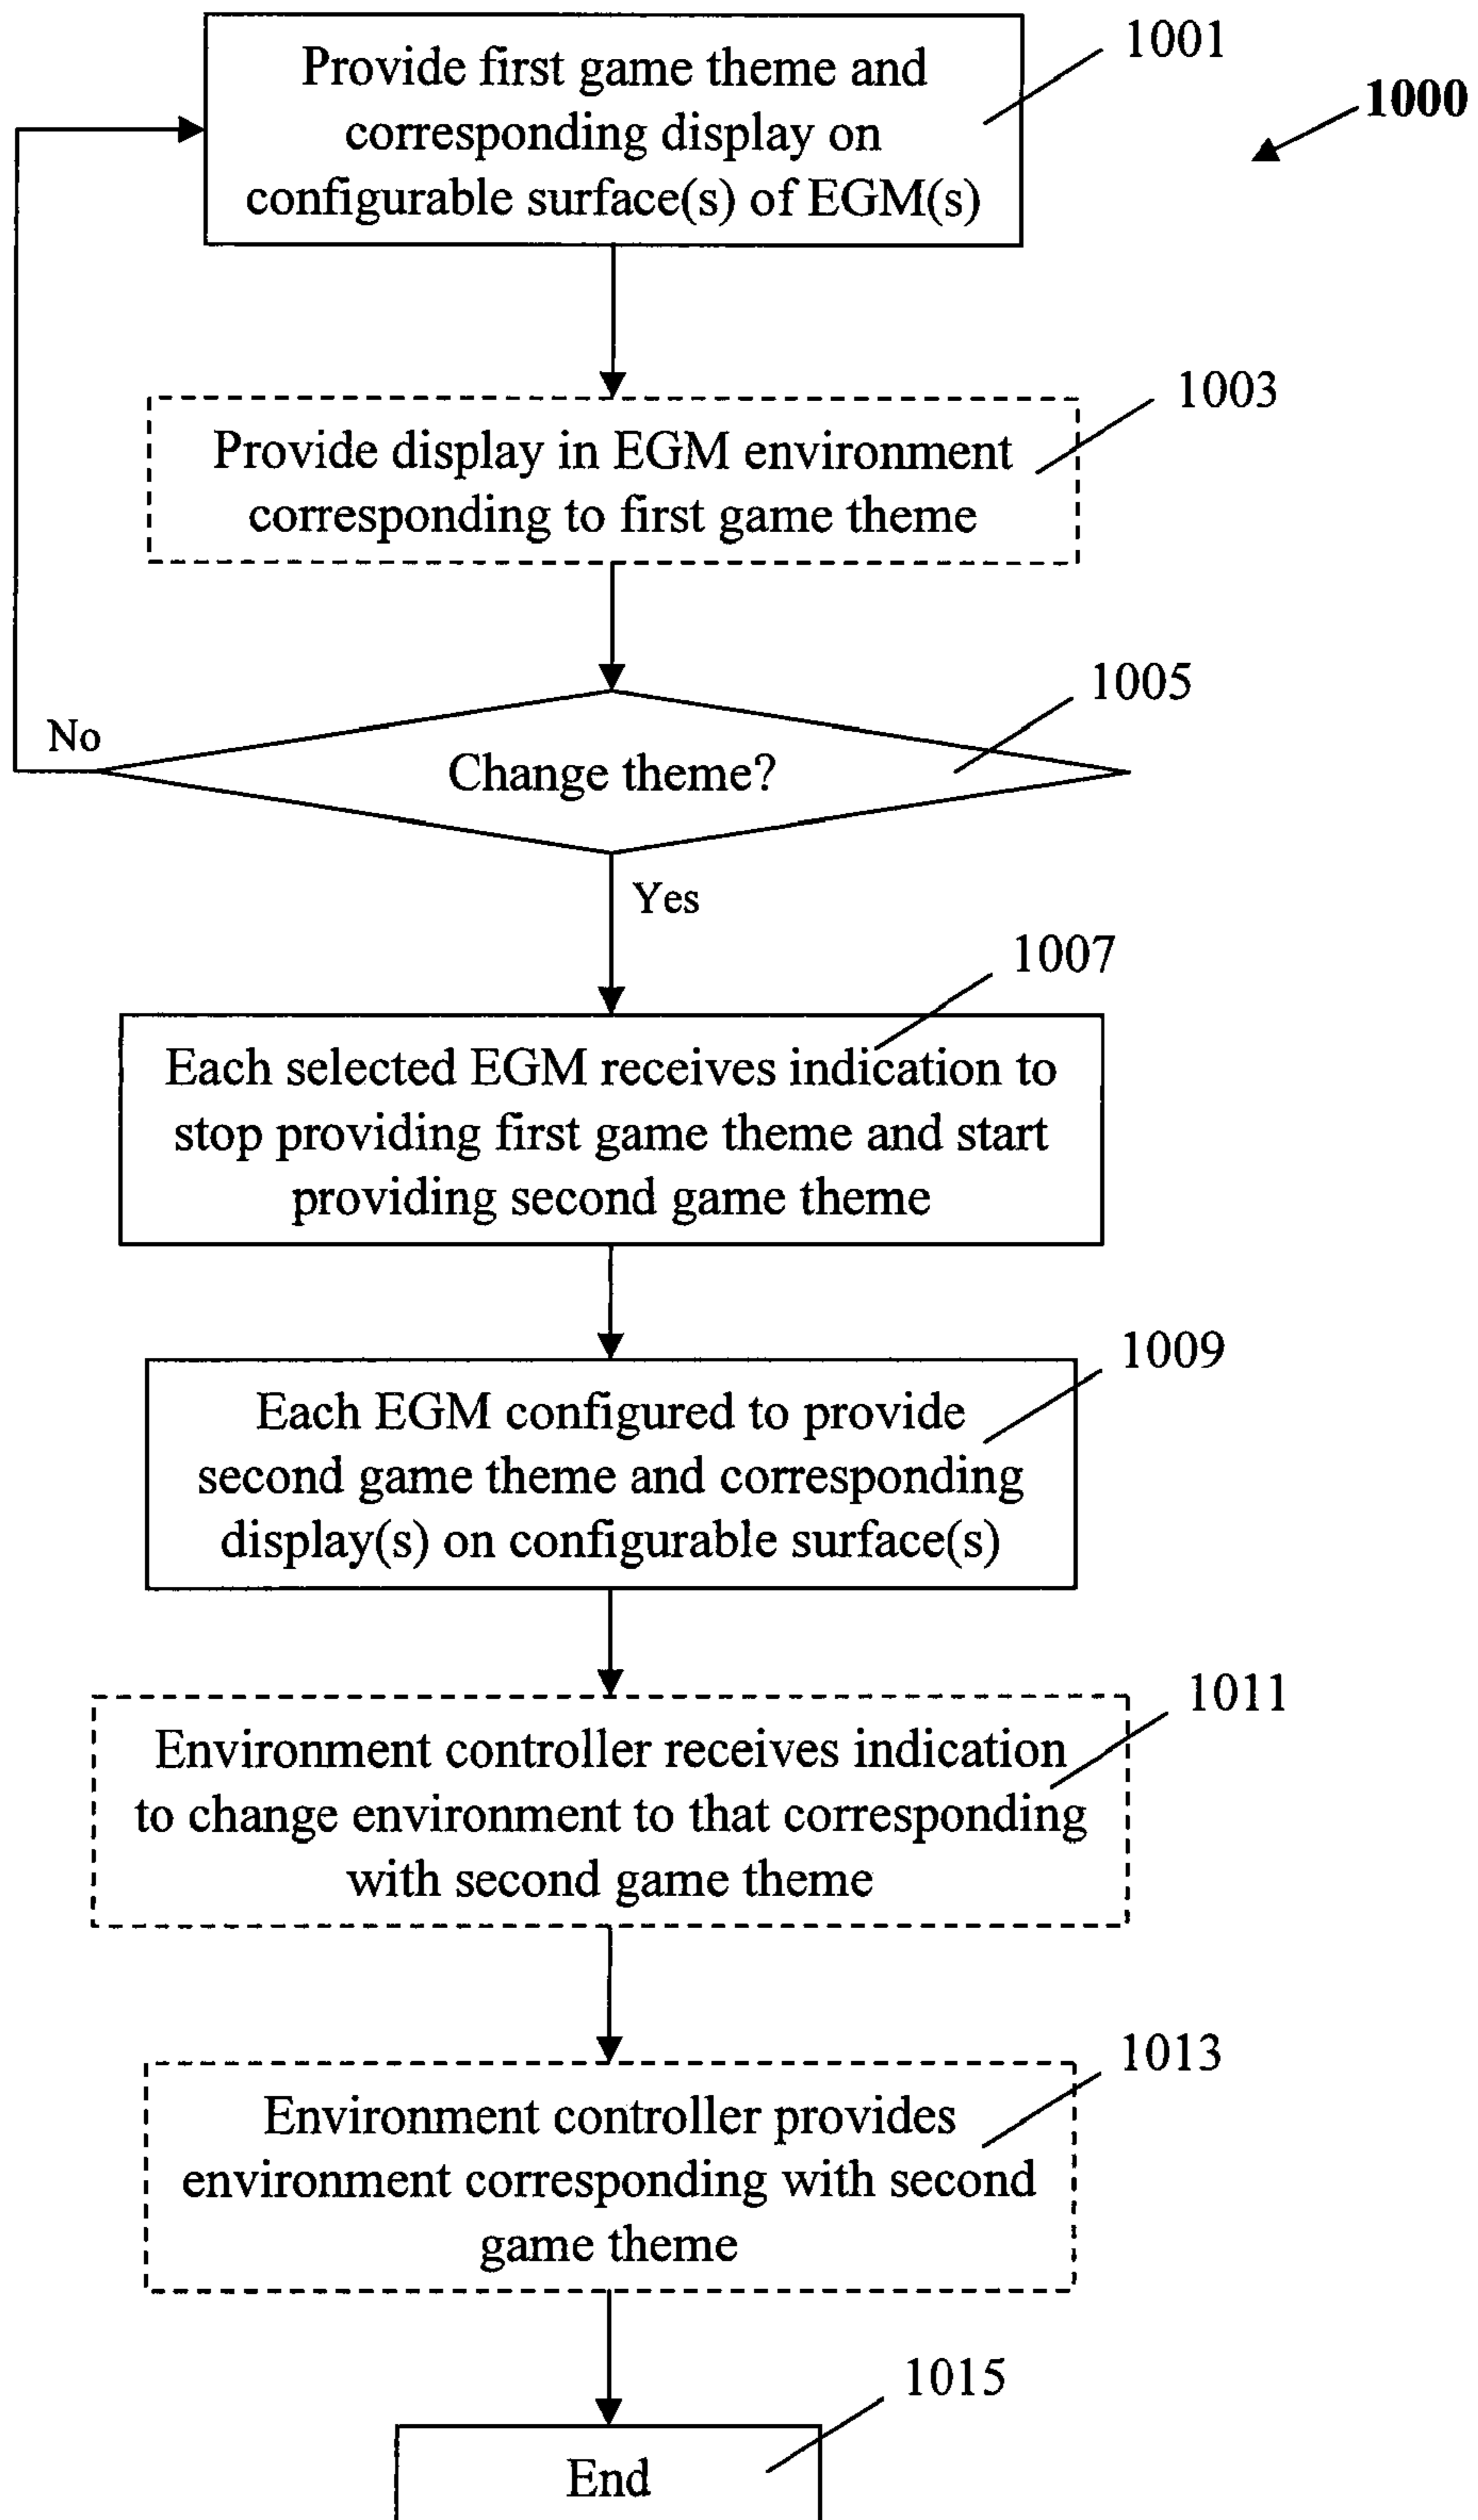 Provide first game theme and
corresponding display on
configurable surface(s) of EGM(s)
1001
1000
Provide display in EGM environment
corresponding to first game theme
1003
Change theme?
1005
No
Yes
Each selected EGM receives indication to
stop providing first game theme and start
providing second game theme
1007
Each EGM configured to provide
second game theme and corresponding
display(s) on configurable surface(s)
1009
Environment controller receives indication
to change environment to that corresponding
with second game theme
1011
Environment controller provides
environment corresponding with second
game theme
1013
End
1015